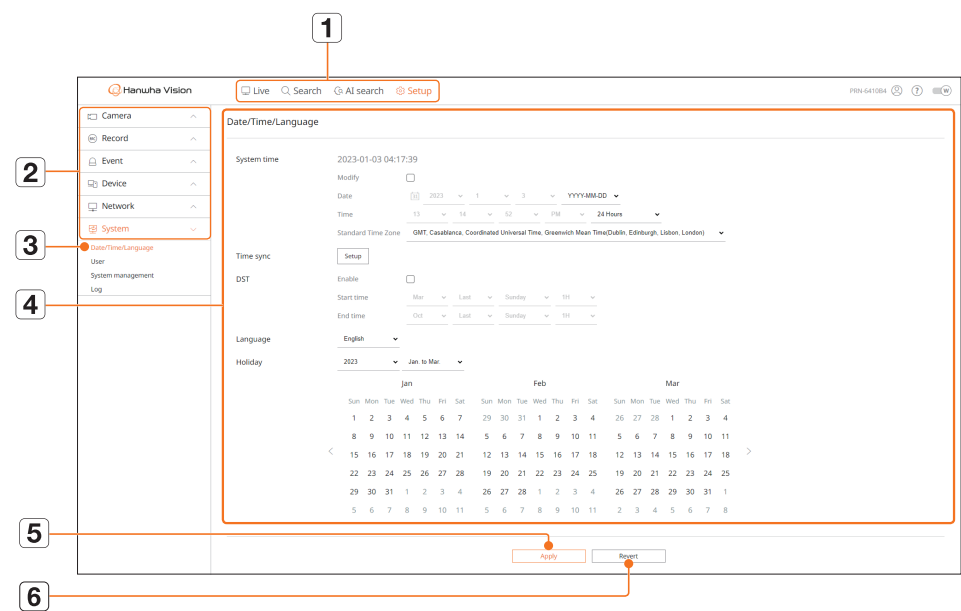 1
Hanwha Vision
Live Search AI search Setup
PRN-6410B4 ? W
Camera
Record
Event
Device
Network
System
Date/Time/Language
User
System management
Log
2
3
4
Date/Time/Language
System time 2023-01-03 04:17:39
Modify
Date 31 2023 1 3 YYYY-MM-DD
Time 13 14 52 PM 24 Hours
Standard Time Zone GMT, Casablanca, Coordinated Universal Time, Greenwich Mean Time(Dublin, Edinburgh, Lisbon, London)
Time sync Setup
DST Enable
Start time Mar Last Sunday 1H
End time Oct Last Sunday 1H
Language English
Holiday 2023 Jan. to Mar.
Jan Feb Mar
Sun Mon Tue Wed Thu Fri Sat Sun Mon Tue Wed Thu Fri Sat Sun Mon Tue Wed Thu Fri Sat
1 2 3 4 5 6 7 29 30 31 1 2 3 4 26 27 28 1 2 3 4
8 9 10 11 12 13 14 5 6 7 8 9 10 11 5 6 7 8 9 10 11
< 15 16 17 18 19 20 21 12 13 14 15 16 17 18 12 13 14 15 16 17 18 >
22 23 24 25 26 27 28 19 20 21 22 23 24 25 19 20 21 22 23 24 25
29 30 31 1 2 3 4 26 27 28 1 2 3 4 26 27 28 29 30 31 1
5 6 7 8 9 10 11 5 6 7 8 9 10 11 2 3 4 5 6 7 8
5
Apply Revert
6